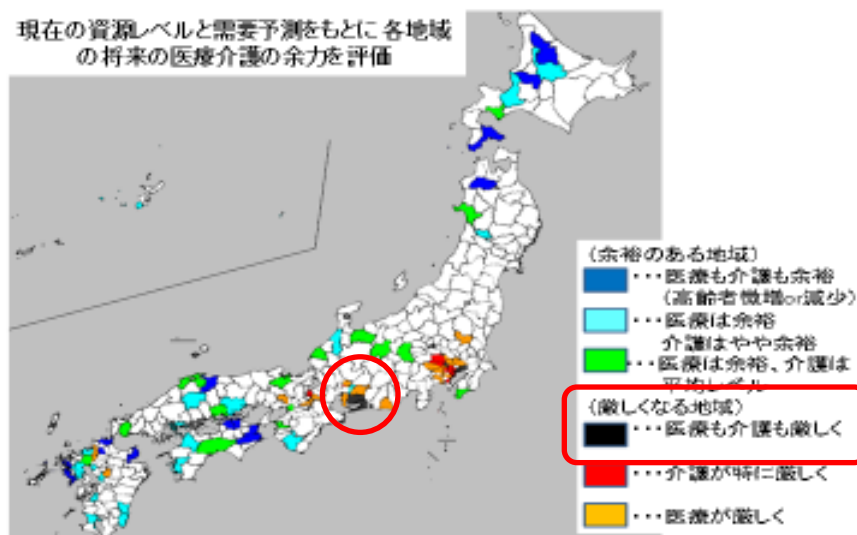 現在の資源レベルと需要予測をもとに各地域
の将来の医療介護の余力を評価
(余裕のある地域)
・・・医療も介護も余裕
(高齢者微増or減少)
・・・医療は余裕
介護はやや余裕
・・・医療は余裕、介護は
平均レベル
(厳しくなる地域)
・・・医療も介護も厳しく
・・・介護が特に厳しく
・・・医療が厳しく